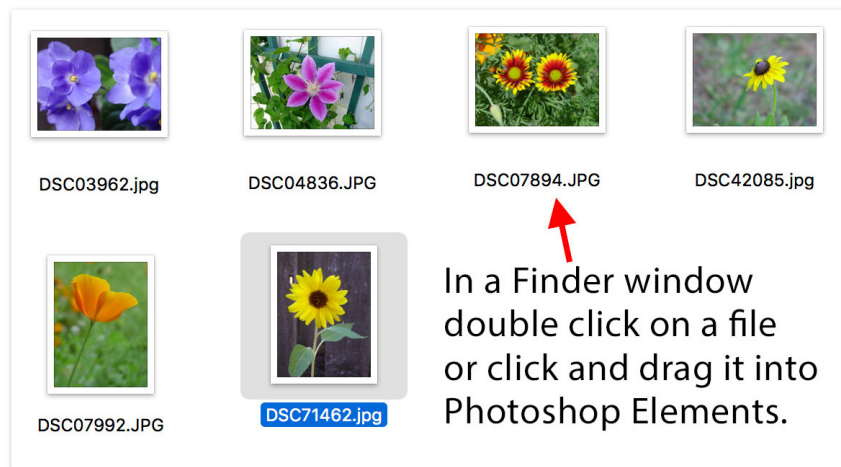 DSC03962.jpg
DSC04836.JPG
DSC07894.JPG
DSC42085.jpg
DSC07992.JPG
DSC71462.jpg
In a Finder window
double click on a file
or click and drag it into
Photoshop Elements.